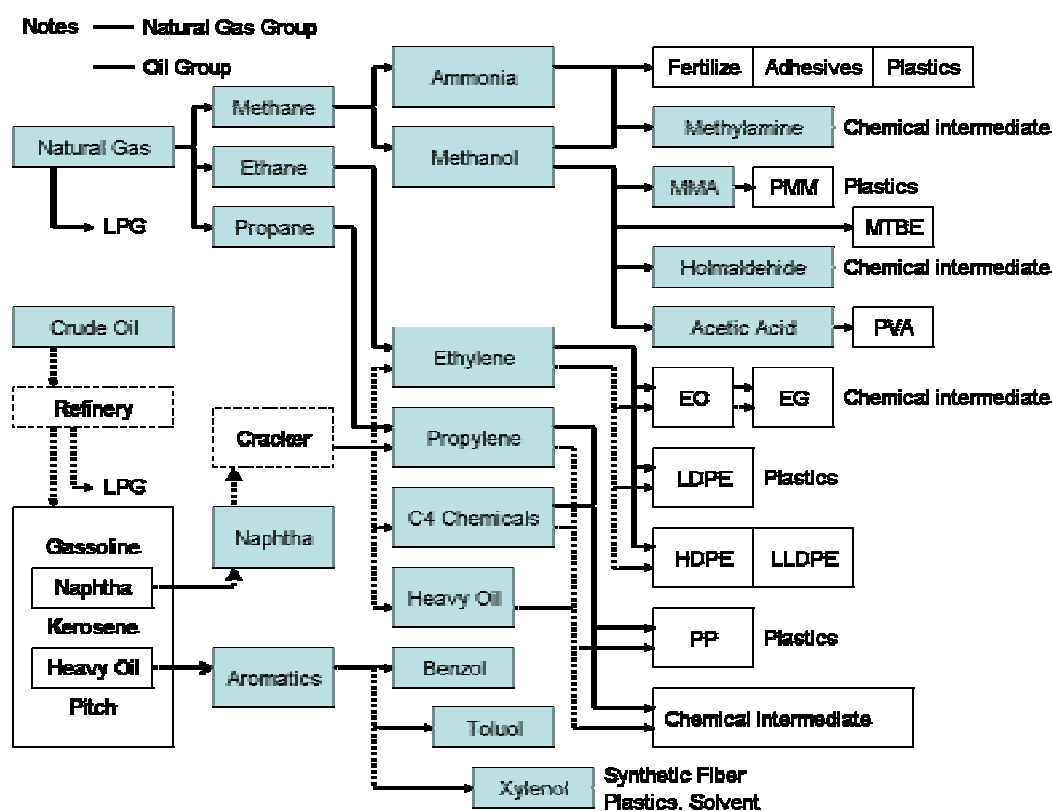 Notes — Natural Gas Group
— Oil Group
Natural Gas
LPG
Methane
Ethane
Propane
Ammonia
Methanol
Fertilize Adhesives Plastics
Methylamine Chemical intermediate
MMA PMM Plastics
MTBE
Holmaldehide Chemical intermediate
Acetic Acid PVA
Crude Oil
Refinery
LPG
Gassoline
Naphtha
Kerosene
Heavy Oil
Pitch
Cracker
Naphtha
Aromatics
Ethylene
Propylene
C4 Chemicals
Heavy Oil
Benzol
Toluol
Xylenol
EO EG Chemical intermediate
LDPE Plastics
HDPE LLDPE
PP Plastics
Chemical intermediate
Synthetic Fiber
Plastics, Solvent